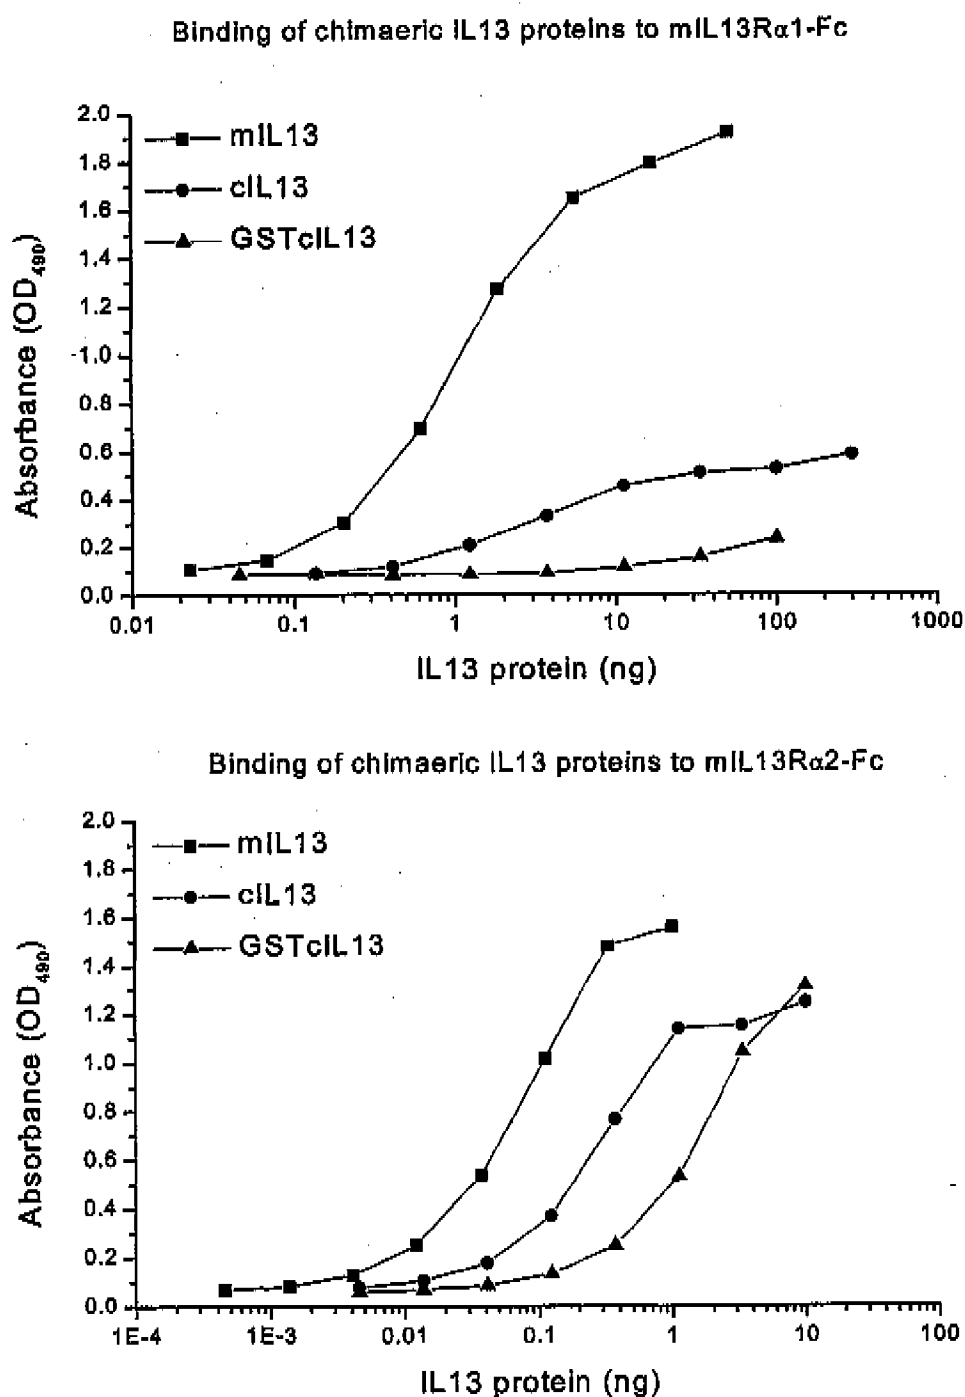 Binding of chimaeric IL13 proteins to mIL13Rα1-Fc
mIL13
cIL13
GSTcIL13
Absorbance (OD490)
2.0
1.8
1.6
1.4
1.2
1.0
0.8
0.6
0.4
0.2
0.0
0.01 0.1 1 10 100 1000
IL13 protein (ng)
Binding of chimaeric IL13 proteins to mIL13Rα2-Fc
mIL13
cIL13
GSTcIL13
Absorbance (OD490)
2.0
1.8
1.6
1.4
1.2
1.0
0.8
0.6
0.4
0.2
0.0
1E-4 1E-3 0.01 0.1 1 10 100
IL13 protein (ng)